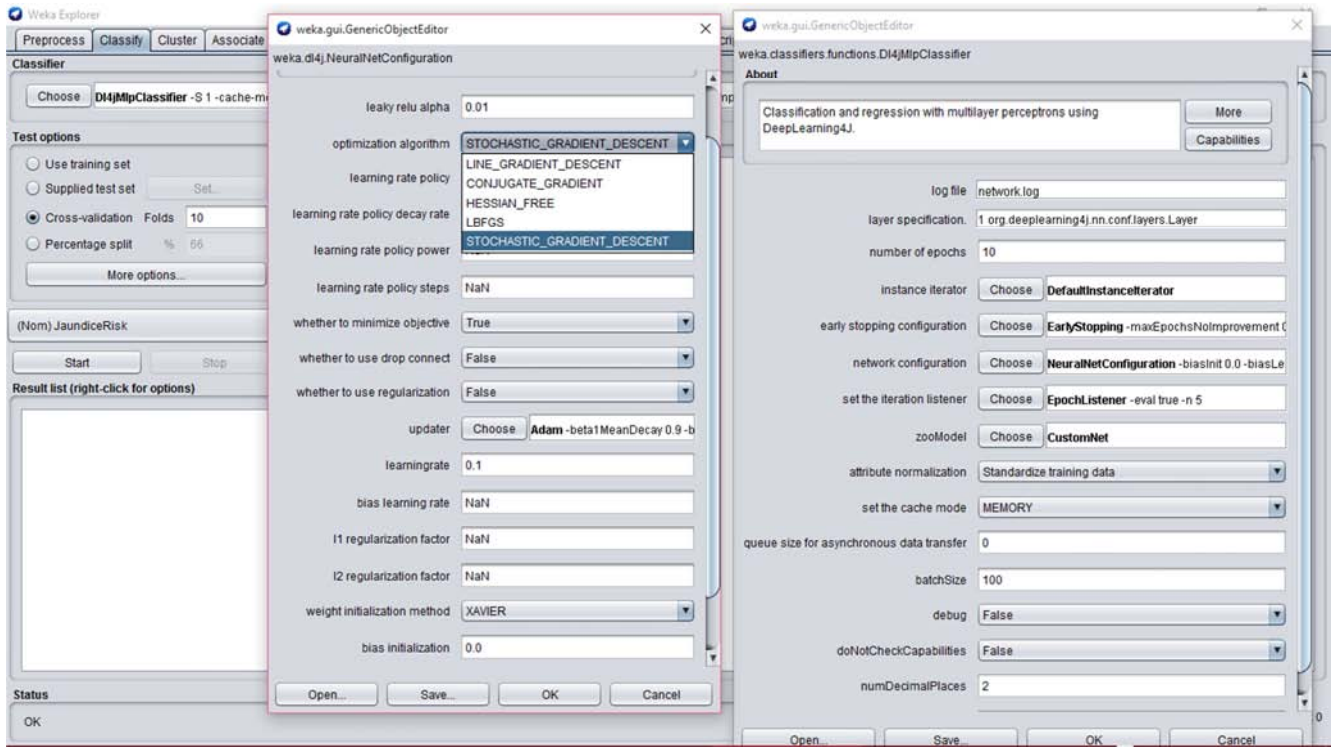 Weka Explorer
Preprocess Classify Cluster Associate
Classifier
Choose Dl4jMlpClassifier -S 1
Test options
Use training set
Supplied test set Set...
Cross-validation Folds 10
Percentage split % 66
More options...
(Nom) JaundiceRisk
Start Stop
Result list (right-click for options)
Status
OK
weka.gui.GenericObjectEditor
weka.dl4j.NeuralNetConfiguration
leaky relu alpha 0.01
optimization algorithm STOCHASTIC_GRADIENT_DESCENT
LINE_GRADIENT_DESCENT
learning rate policy CONJUGATE_GRADIENT
HESSIAN_FREE
learning rate policy decay rate
LBFGS
STOCHASTIC_GRADIENT_DESCENT
learning rate policy power
learning rate policy steps NaN
whether to minimize objective True
whether to use drop connect False
whether to use regularization False
updater Choose Adam -beta1MeanDecay 0.9 -b
learningrate 0.1
bias learning rate NaN
l1 regularization factor NaN
l2 regularization factor NaN
weight initialization method XAVIER
bias initialization 0.0
Open... Save... OK Cancel
weka.gui.GenericObjectEditor
weka.classifiers.functions.Dl4jMlpClassifier
About
Classification and regression with multilayer perceptrons using
DeepLearning4J.
More
Capabilities
log file network.log
layer specification. 1 org.deeplearning4j.nn.conf.layers.Layer
number of epochs 10
instance iterator Choose DefaultInstanceIterator
early stopping configuration Choose EarlyStopping -maxEpochsNoImprovement
network configuration Choose NeuralNetConfiguration -biasInit 0.0 -biasLe
set the iteration listener Choose EpochListener -eval true -n 5
zooModel Choose CustomNet
attribute normalization Standardize training data
set the cache mode MEMORY
queue size for asynchronous data transfer 0
batchSize 100
debug False
doNotCheckCapabilities False
numDecimalPlaces 2
Open... Save... OK Cancel
0